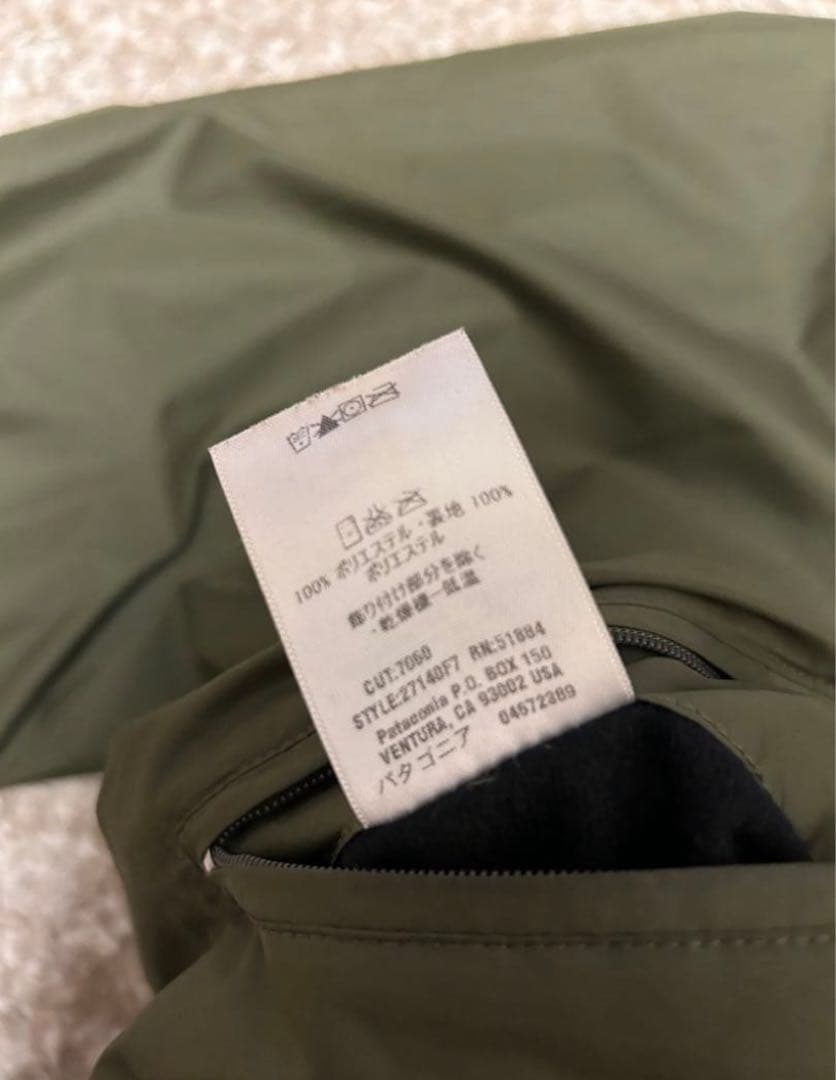 100% ポリエステル・裏地 100%
ポリエステル
飾り付け部分を除く
・乾燥機－低温
CUT:7060 RN:51884
STYLE:27140F7
Patagonia P.O. BOX 150
VENTURA, CA 93002 USA
パタゴニア 04672389